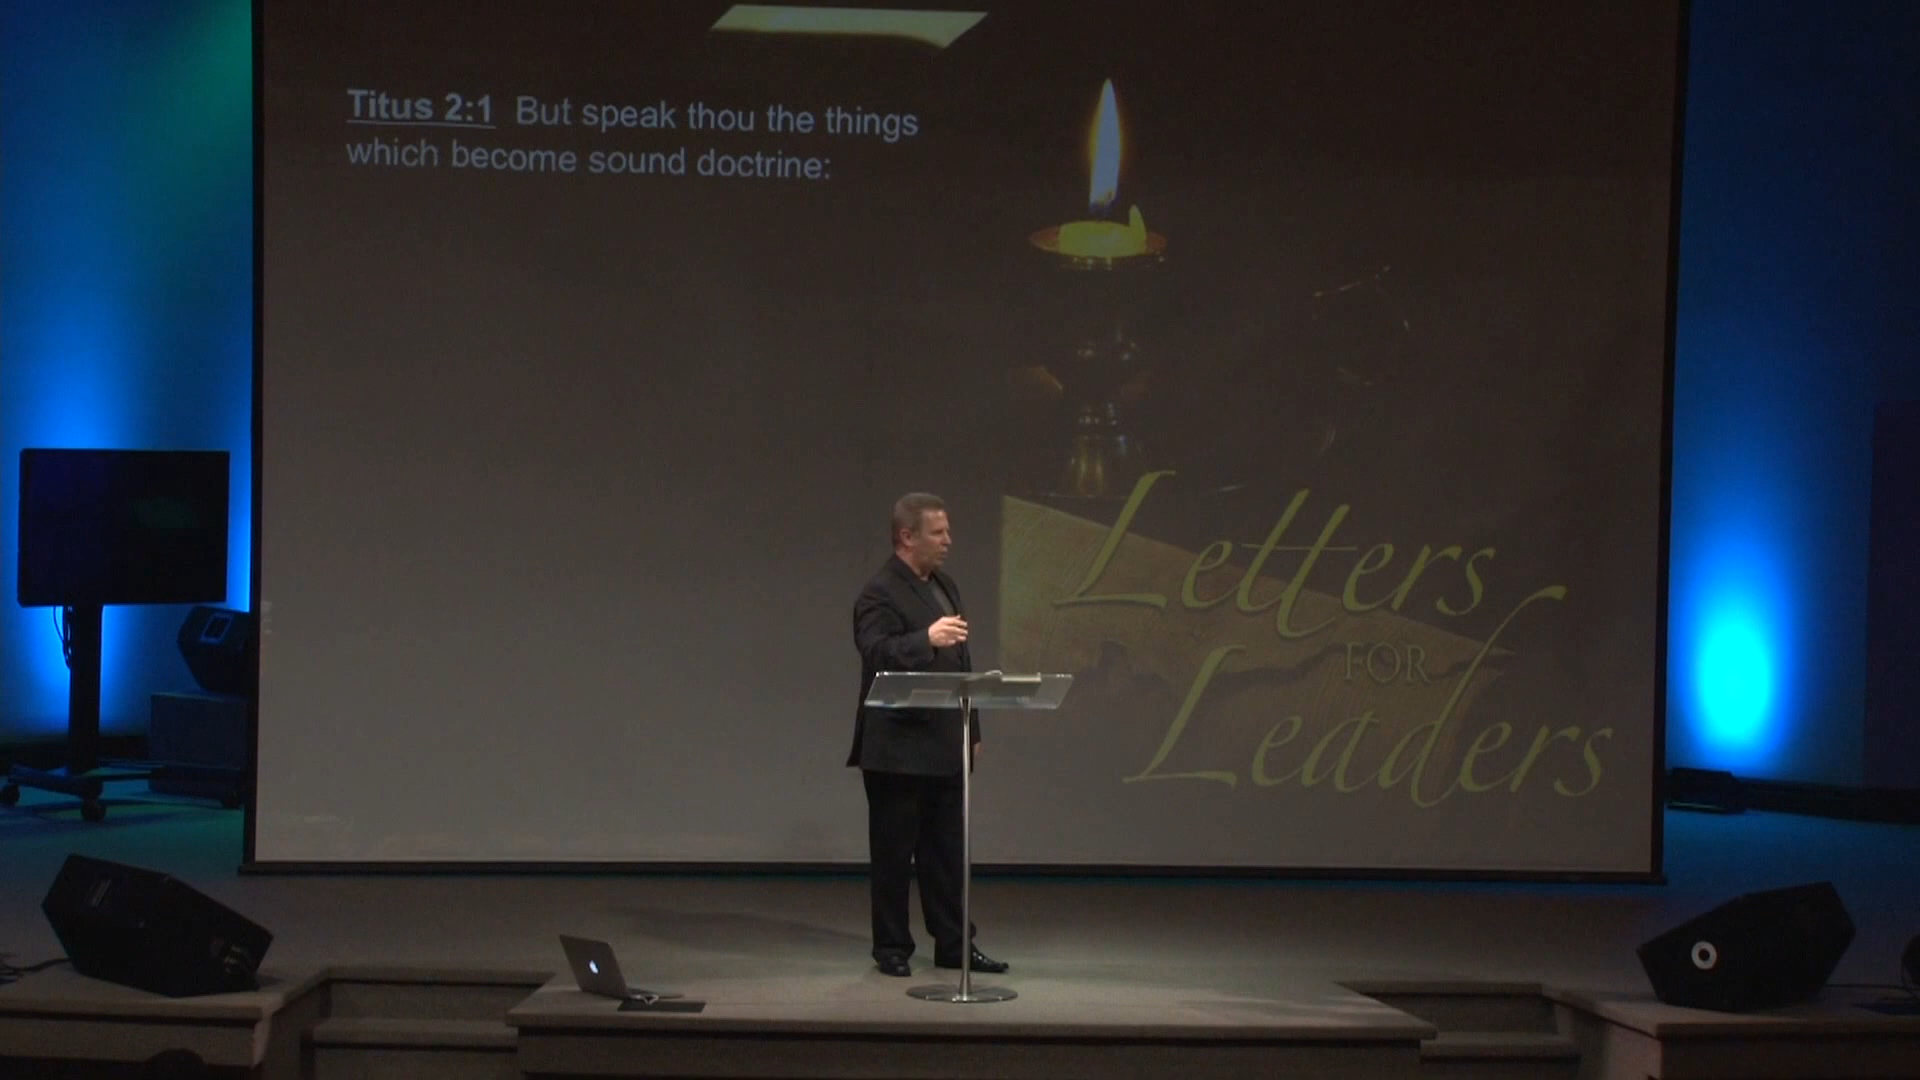 Titus 2:1 But speak thou the things
which become sound doctrine:
Letters
FOR
Leaders